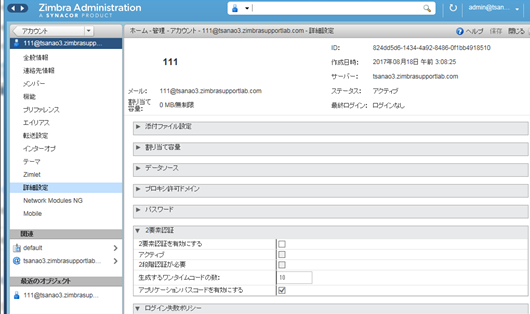 Zimbra Administration
A SYNACOR PRODUCT
admin@tsan...
アカウント
ホーム - 管理 - アカウント - 111@tsanao3.zimbrasupportlab.com - 詳細設定
ヘルプ 保存 閉じる
111@tsanao3.zimbrasupp...
全般情報
連絡先情報
メンバー
機能
プリファレンス
エイリアス
転送設定
インターオプ
テーマ
Zimlet
詳細設定
Network Modules NG
Mobile
関連
default
tsanao3.zimbrasupportlab...
最近のオブジェクト
111@tsanao3.zimbrasup...
111
ID: 824dd5d6-1434-4a92-8486-0f1bb4918510
作成日時: 2017年08月18日 午前 3:08:25
サーバー: tsanao3.zimbrasupportlab.com
メール: 111@tsanao3.zimbrasupportlab.com
ステータス: アクティブ
割り当て容量: 0 MB/無制限
最終ログイン: ログインなし
添付ファイル設定
割り当て容量
データソース
プロキシ許可ドメイン
パスワード
2要素認証
2要素認証を有効にする
アクティブ
2段階認証が必要
生成するワンタイムコードの数: 10
アプリケーションパスコードを有効にする
ログイン失敗ポリシー